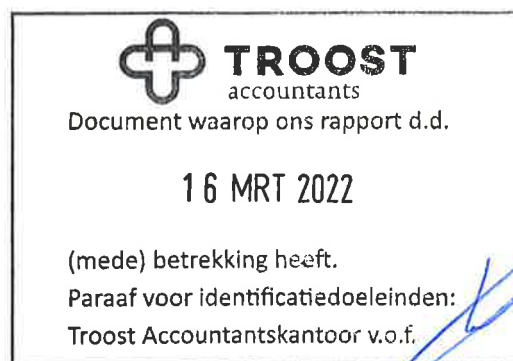 TROOST
accountants
Document waarop ons rapport d.d.
16 MRT 2022
(mede) betrekking heeft.
Paraaf voor identificatiedoeleinden:
Troost Accountantskantoor v.o.f.